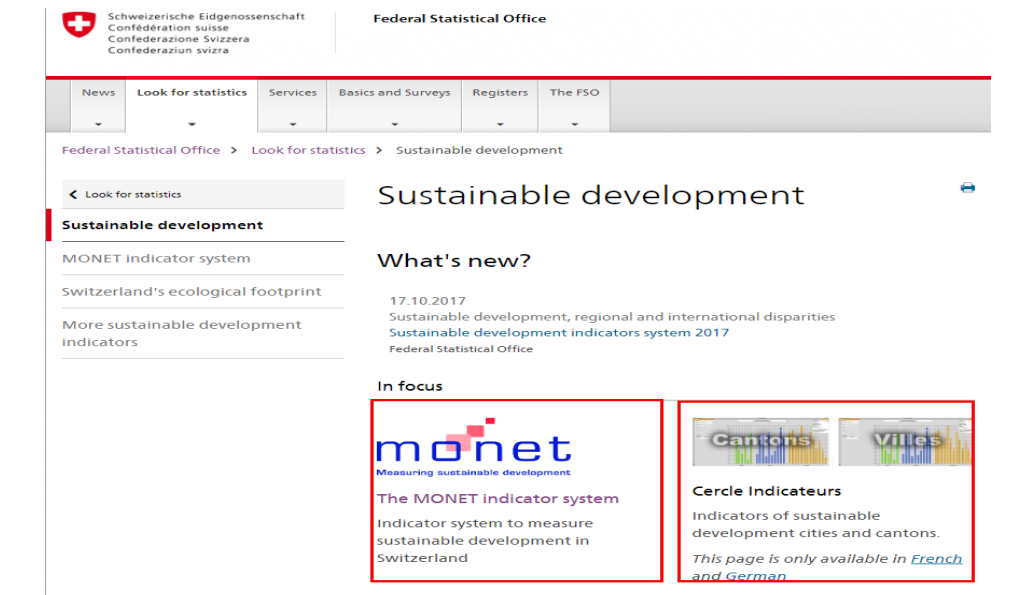 Schweizerische Eidgenossenschaft
Confédération suisse
Confederazione Svizzera
Confederaziun svizra
Federal Statistical Office
News
Look for statistics
Services
Basics and Surveys
Registers
The FSO
Federal Statistical Office > Look for statistics > Sustainable development
Look for statistics
Sustainable development
MONET indicator system
Switzerland's ecological footprint
More sustainable development
indicators
Sustainable development
What's new?
17.10.2017
Sustainable development, regional and international disparities
Sustainable development indicators system 2017
Federal Statistical Office
In focus
monet
Measuring sustainable development
The MONET indicator system
Indicator system to measure
sustainable development in
Switzerland
Cantons
Villes
Cercle Indicateurs
Indicators of sustainable
development cities and cantons.
This page is only available in French
and German